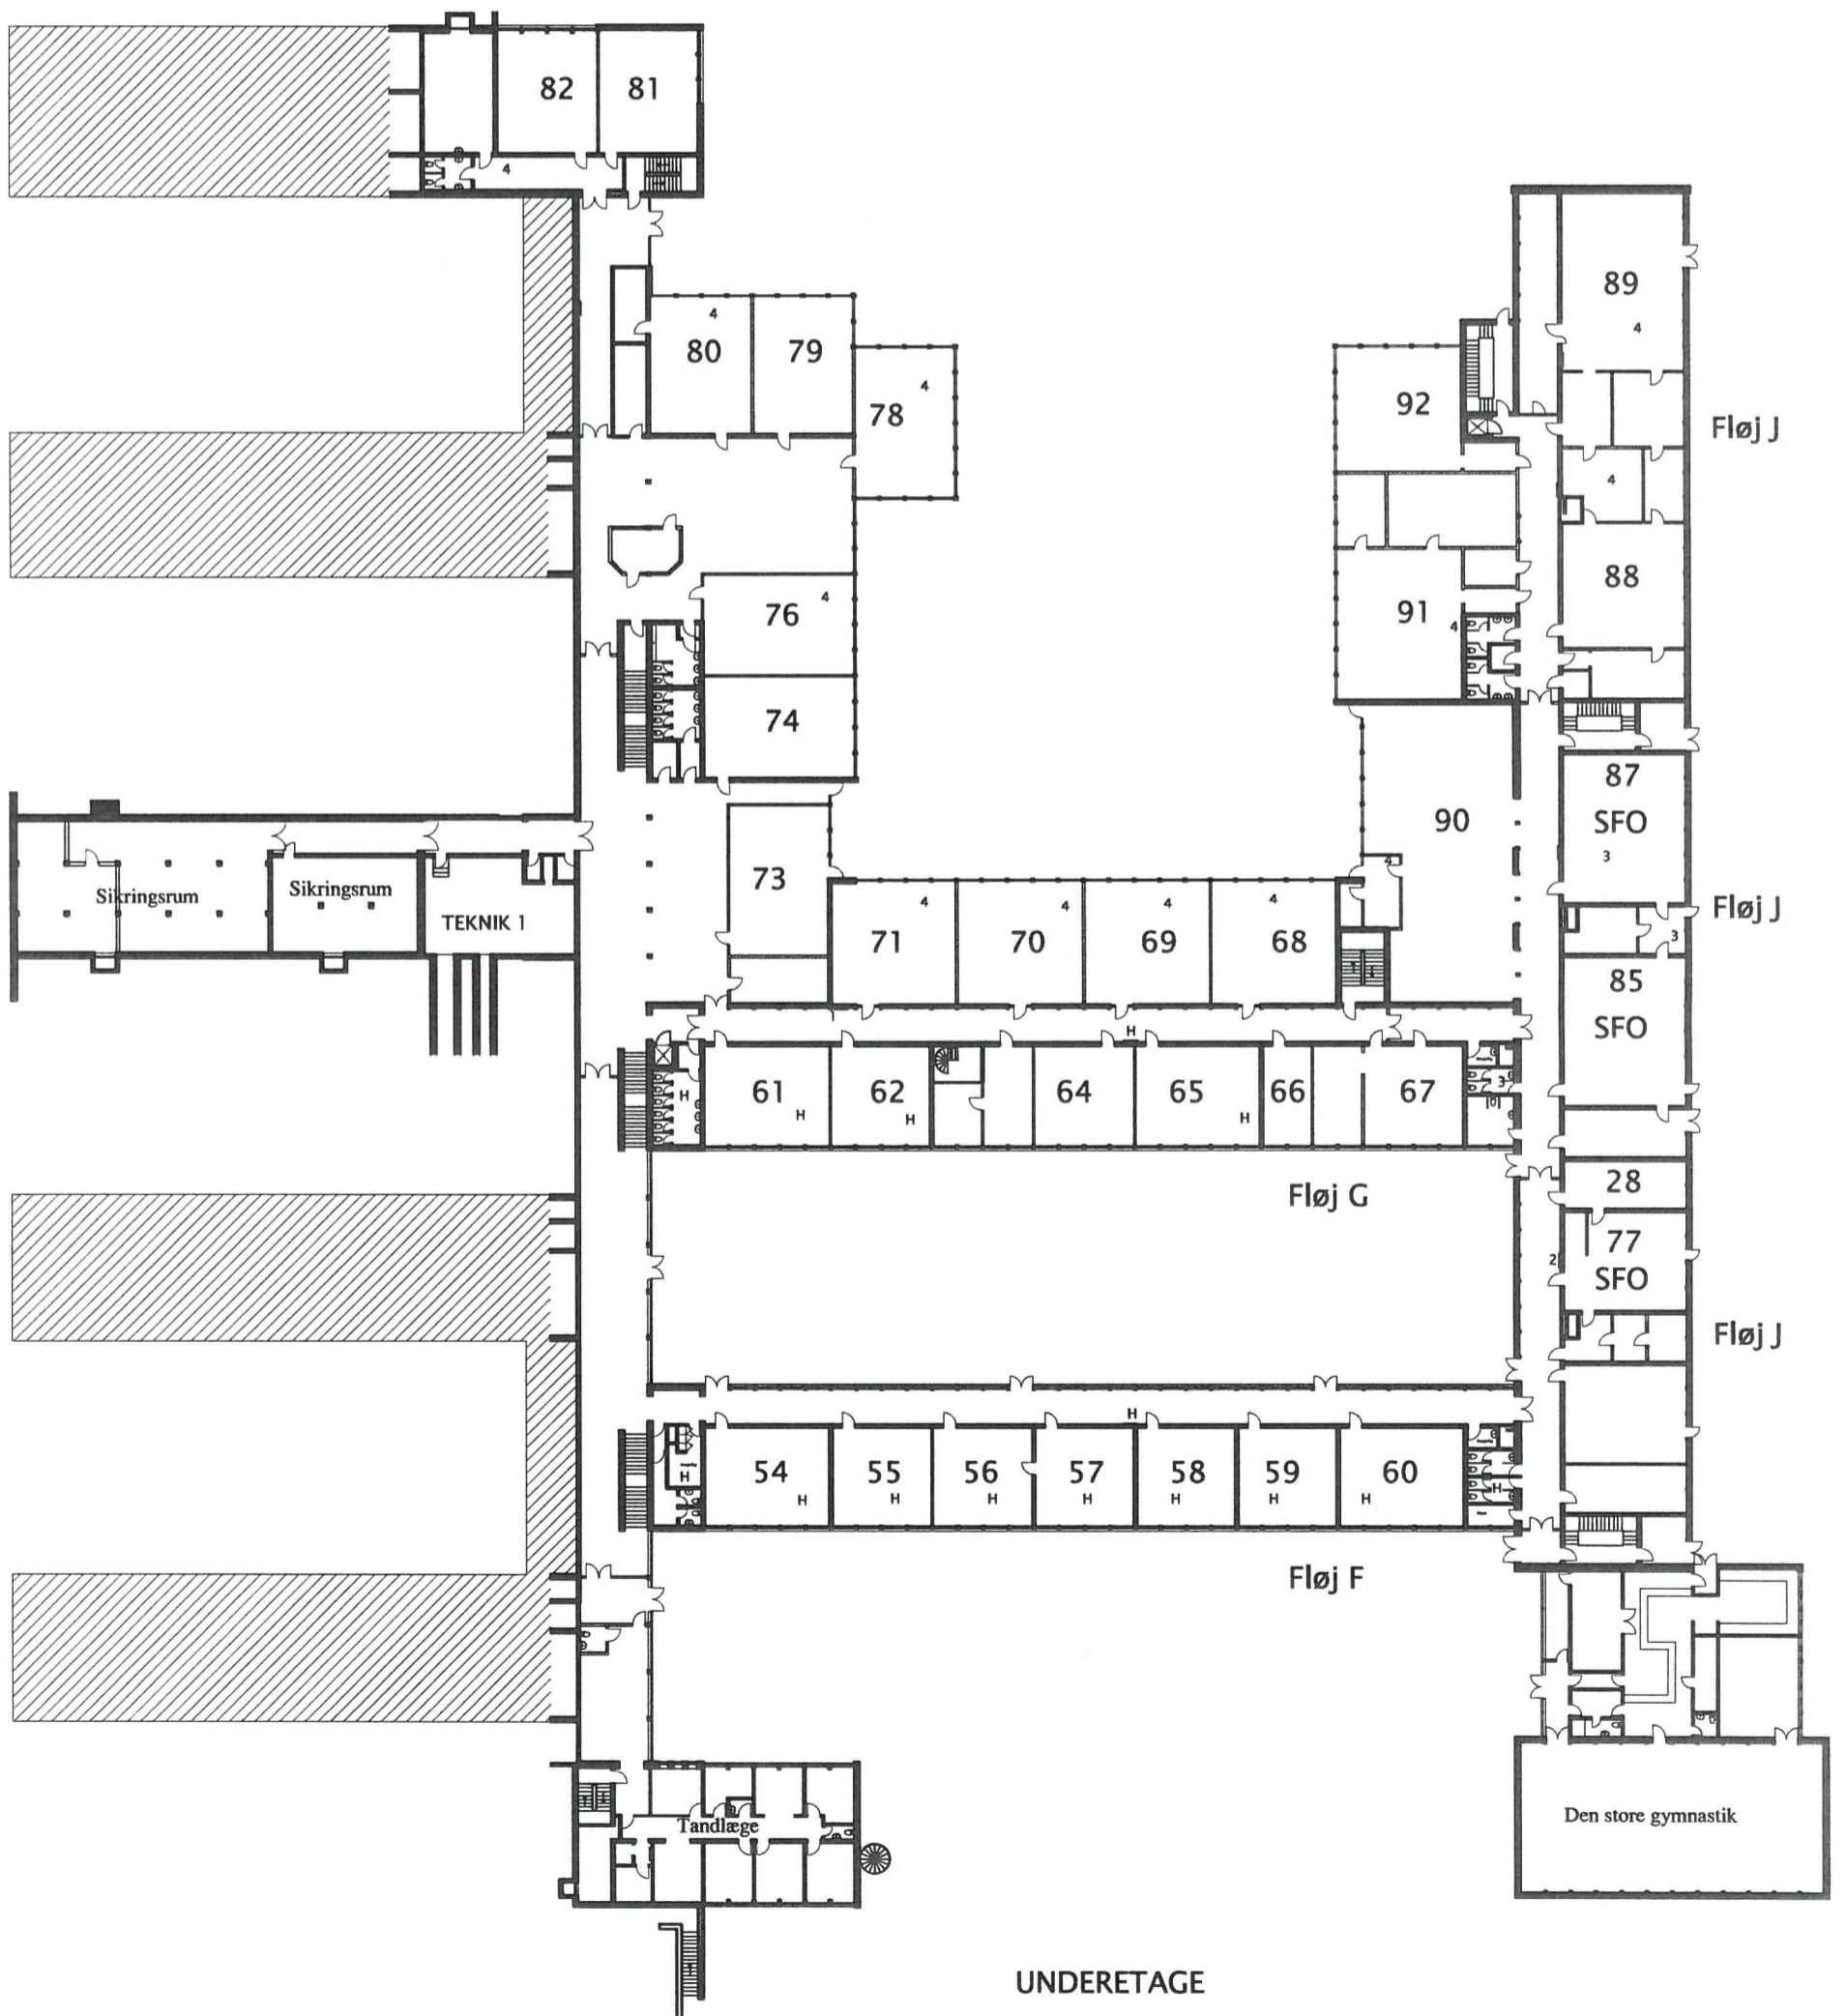 82 81
4
89
4
80 4
79
78 4
92
Fløj J
4
88
76 4
91 4
74
87
SFO
3
90
4
73
Sikringsrum
Sikringsrum
TEKNIK 1
Fløj J
71 4
70 4
69 4
68 4
3
85
SFO
H
H
61 H
62 H
64
65 H
66
67
3
28
Fløj G
77
SFO
2
Fløj J
H
H
54 H
55 H
56 H
57 H
58 H
59 H
60 H
H
Fløj F
Tandlæge
Den store gymnastik
UNDERETAGE